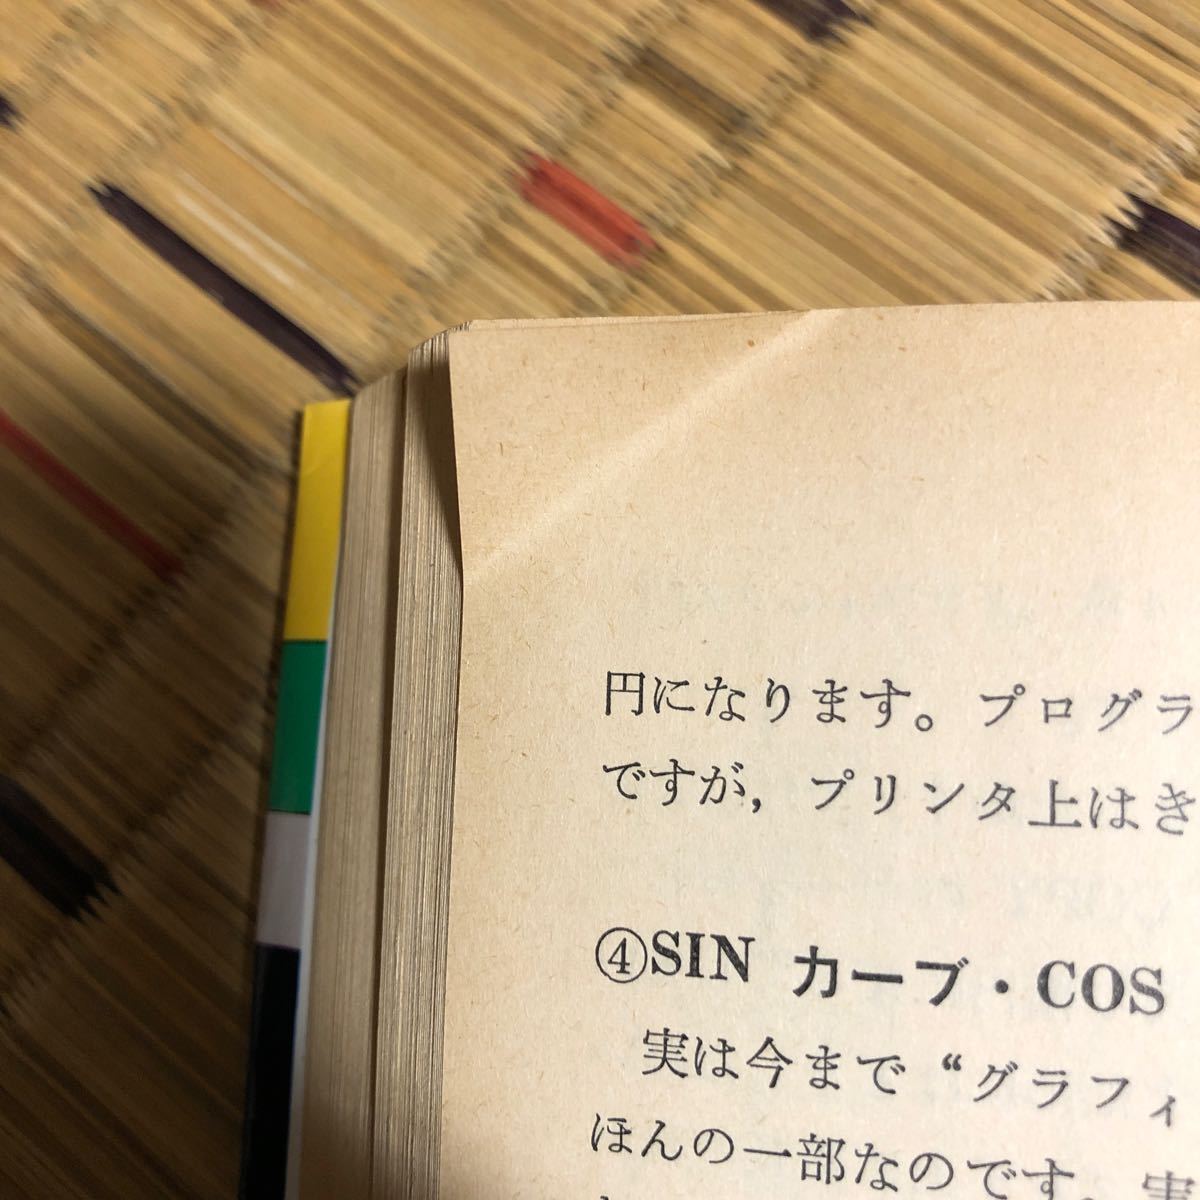 円になります。プログラ
ですが，プリンタ上はき
④SIN カーブ・COS
実は今まで“グラフィ
ほんの一部なのです。実